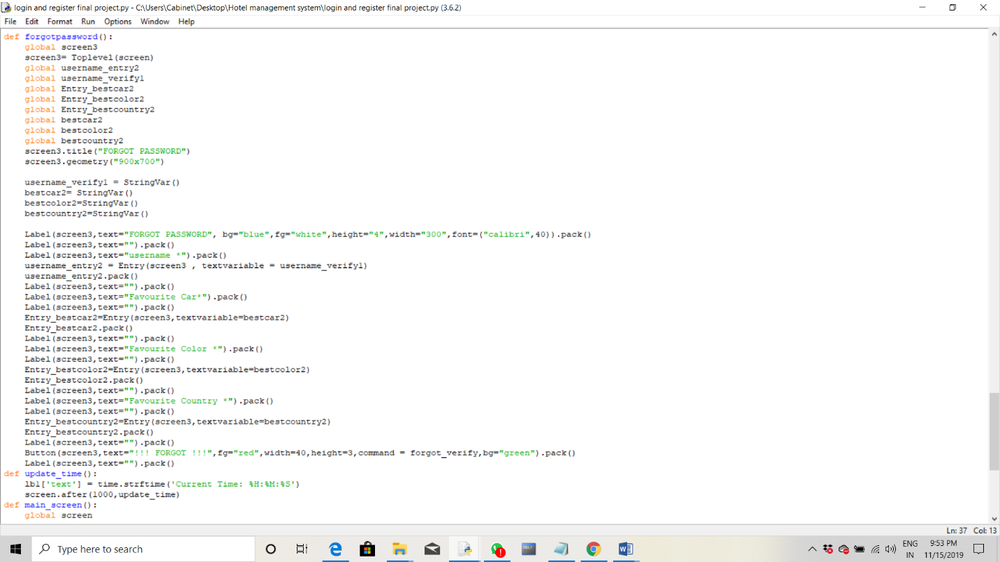 login and register final project.py - C:\Users\Cabinet\Desktop\Hotel management system\login and register final project.py (3.6.2)
File Edit Format Run Options Window Help
def forgotpassword():
    global screen3
    screen3= Toplevel(screen)
    global username_entry2
    global username_verify1
    global Entry_bestcar2
    global Entry_bestcolor2
    global Entry_bestcountry2
    global bestcar2
    global bestcolor2
    global bestcountry2
    screen3.title("FORGOT PASSWORD")
    screen3.geometry("900x700")

    username_verify1 = StringVar()
    bestcar2= StringVar()
    bestcolor2=StringVar()
    bestcountry2=StringVar()

    Label(screen3,text="FORGOT PASSWORD", bg="blue",fg="white",height="4",width="300",font=("calibri",40)).pack()
    Label(screen3,text="").pack()
    Label(screen3,text="username *").pack()
    username_entry2 = Entry(screen3 , textvariable = username_verify1)
    username_entry2.pack()
    Label(screen3,text="").pack()
    Label(screen3,text="Favourite Car*").pack()
    Label(screen3,text="").pack()
    Entry_bestcar2=Entry(screen3,textvariable=bestcar2)
    Entry_bestcar2.pack()
    Label(screen3,text="").pack()
    Label(screen3,text="Favourite Color *").pack()
    Label(screen3,text="").pack()
    Entry_bestcolor2=Entry(screen3,textvariable=bestcolor2)
    Entry_bestcolor2.pack()
    Label(screen3,text="").pack()
    Label(screen3,text="Favourite Country *").pack()
    Label(screen3,text="").pack()
    Entry_bestcountry2=Entry(screen3,textvariable=bestcountry2)
    Entry_bestcountry2.pack()
    Label(screen3,text="").pack()
    Button(screen3,text="!!! FORGOT !!!",fg="red",width=40,height=3,command = forgot_verify,bg="green").pack()
    Label(screen3,text="").pack()
def update_time():
    lbl['text'] = time.strftime('Current Time: %H:%M:%S')
    screen.after(1000,update_time)
def main_screen():
    global screen
Ln: 37 Col: 13
Type here to search
ENG
IN
9:53 PM
11/15/2019